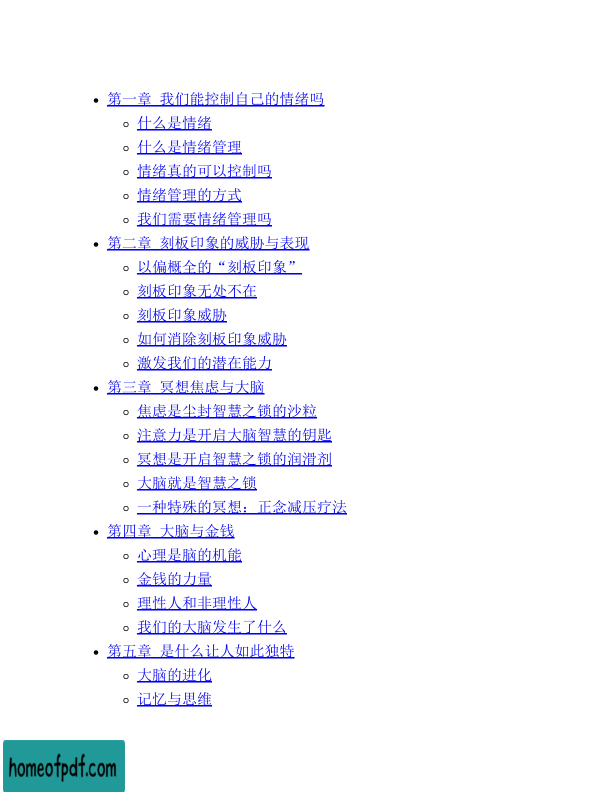 第一章 我们能控制自己的情绪吗
什么是情绪
什么是情绪管理
情绪真的可以控制吗
情绪管理的方式
我们需要情绪管理吗
第二章 刻板印象的威胁与表现
以偏概全的“刻板印象”
刻板印象无处不在
刻板印象威胁
如何消除刻板印象威胁
激发我们的潜在能力
第三章 冥想焦虑与大脑
焦虑是尘封智慧之锁的沙粒
注意力是开启大脑智慧的钥匙
冥想是开启智慧之锁的润滑剂
大脑就是智慧之锁
一种特殊的冥想：正念减压疗法
第四章 大脑与金钱
心理是脑的机能
金钱的力量
理性人和非理性人
我们的大脑发生了什么
第五章 是什么让人如此独特
大脑的进化
记忆与思维
homeofpdf.com